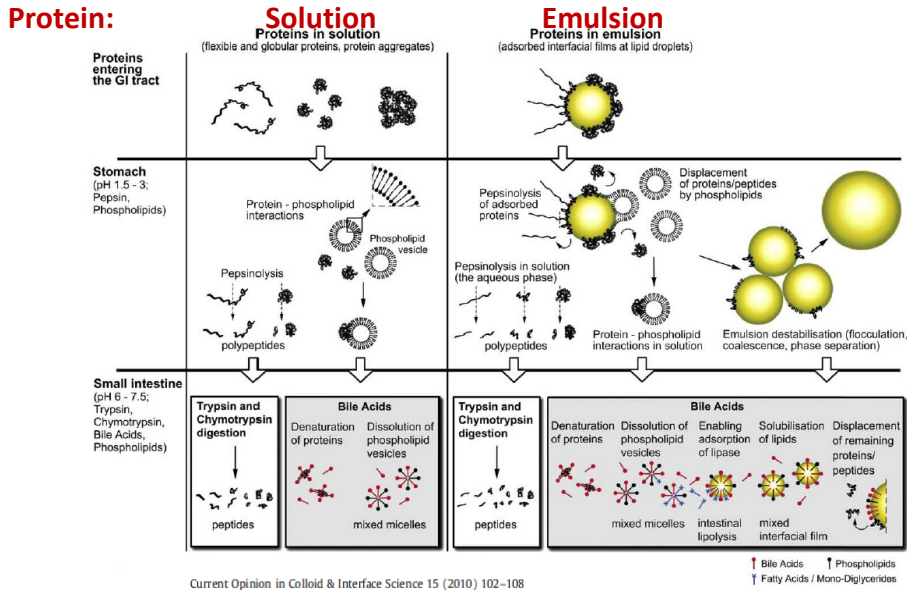 Protein: Solution Emulsion
Proteins in solution
(flexible and globular proteins, protein aggregates)
Proteins in emulsion
(adsorbed interfacial films at lipid droplets)
Proteins
entering
the GI tract
Stomach
(pH 1.5 - 3;
Pepsin,
Phospholipids)
Protein - phospholipid
interactions
Phospholipid
vesicle
Pepsinolysis
polypeptides
Pepsinolysis
of adsorbed
proteins
Displacement
of proteins/peptides
by phospholipids
Pepsinolysis in solution
(the aqueous phase)
polypeptides
Protein - phospholipid
interactions in solution
Emulsion destabilisation (flocculation,
coalescence, phase separation)
Small intestine
(pH 6 - 7.5;
Trypsin,
Chymotrypsin,
Bile Acids,
Phospholipids)
Trypsin and
Chymotrypsin
digestion
peptides
Bile Acids
Denaturation
of proteins
Dissolution of
phospholipid
vesicles
mixed micelles
Trypsin and
Chymotrypsin
digestion
peptides
Bile Acids
Denaturation
of proteins
Dissolution of
phospholipid
vesicles
mixed micelles
Enabling
adsorption
of lipase
intestinal
lipolysis
Solubilisation
of lipids
mixed
interfacial film
Displacement
of remaining
proteins/
peptides
Bile Acids
Phospholipids
Fatty Acids / Mono-Diglycerides
Current Opinion in Colloid & Interface Science 15 (2010) 102–108